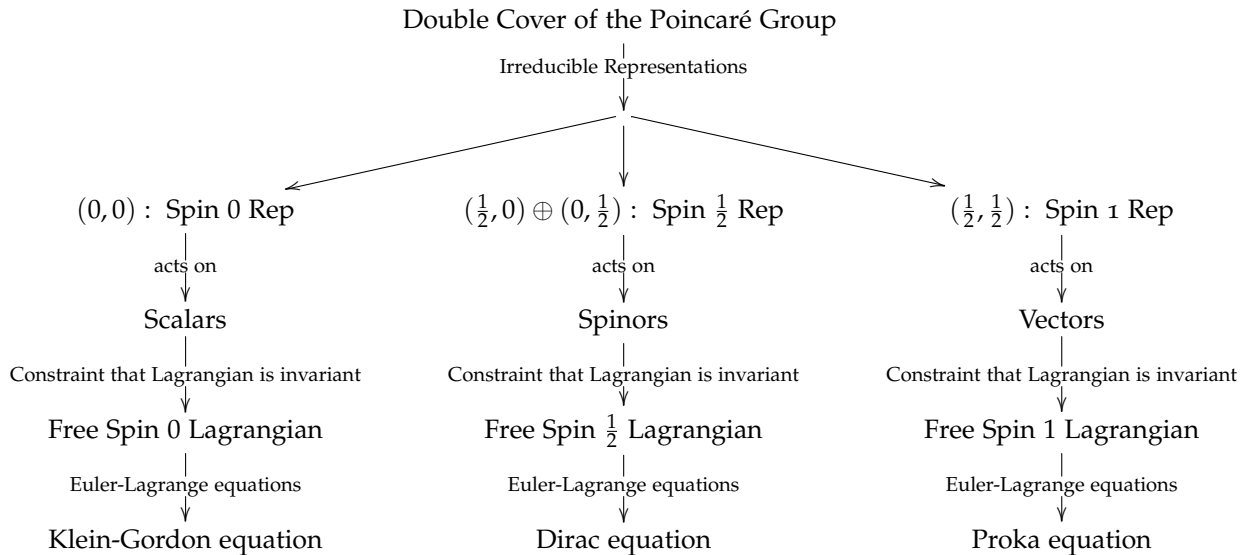 Double Cover of the Poincaré Group
Irreducible Representations
(0, 0) : Spin 0 Rep
(1/2, 0) ⊕ (0, 1/2) : Spin 1/2 Rep
(1/2, 1/2) : Spin 1 Rep
acts on
acts on
acts on
Scalars
Spinors
Vectors
Constraint that Lagrangian is invariant
Constraint that Lagrangian is invariant
Constraint that Lagrangian is invariant
Free Spin 0 Lagrangian
Free Spin 1/2 Lagrangian
Free Spin 1 Lagrangian
Euler-Lagrange equations
Euler-Lagrange equations
Euler-Lagrange equations
Klein-Gordon equation
Dirac equation
Proka equation